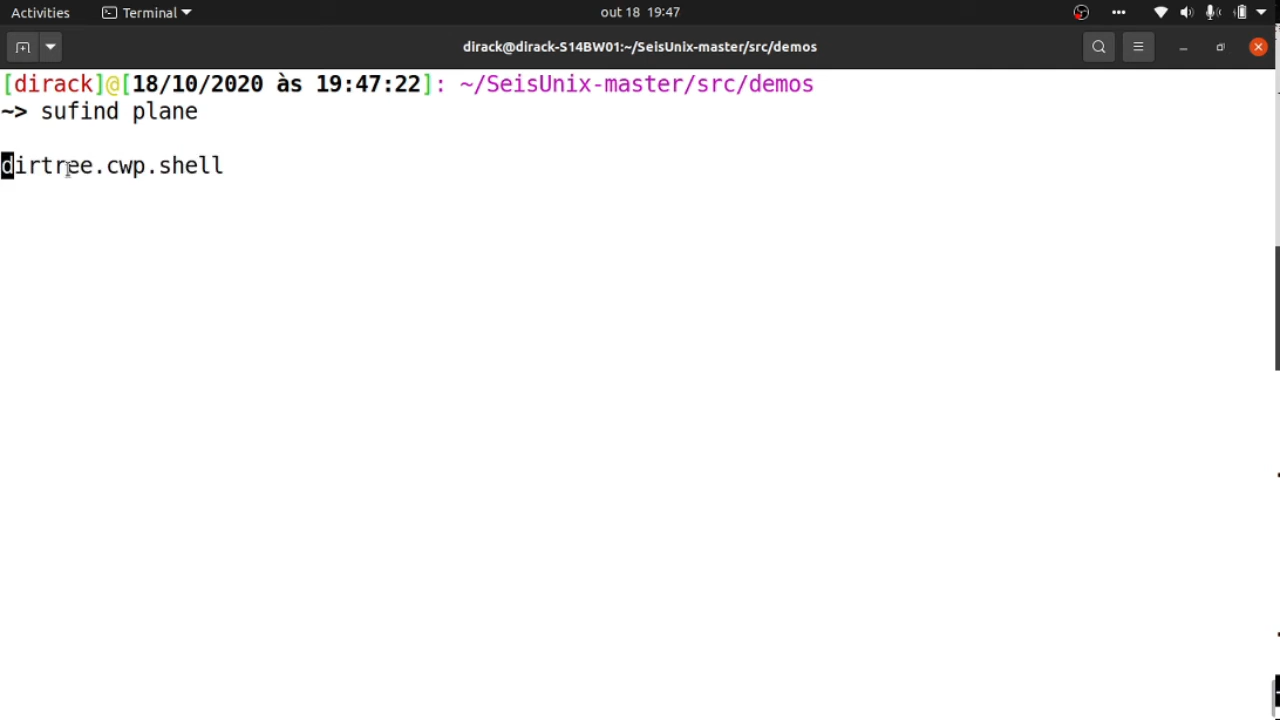 Activities Terminal out 18 19:47
dirack@dirack-S14BW01:~/SeisUnix-master/src/demos
[dirack]@[18/10/2020 às 19:47:22]: ~/SeisUnix-master/src/demos
~> sufind plane
dirtree.cwp.shell